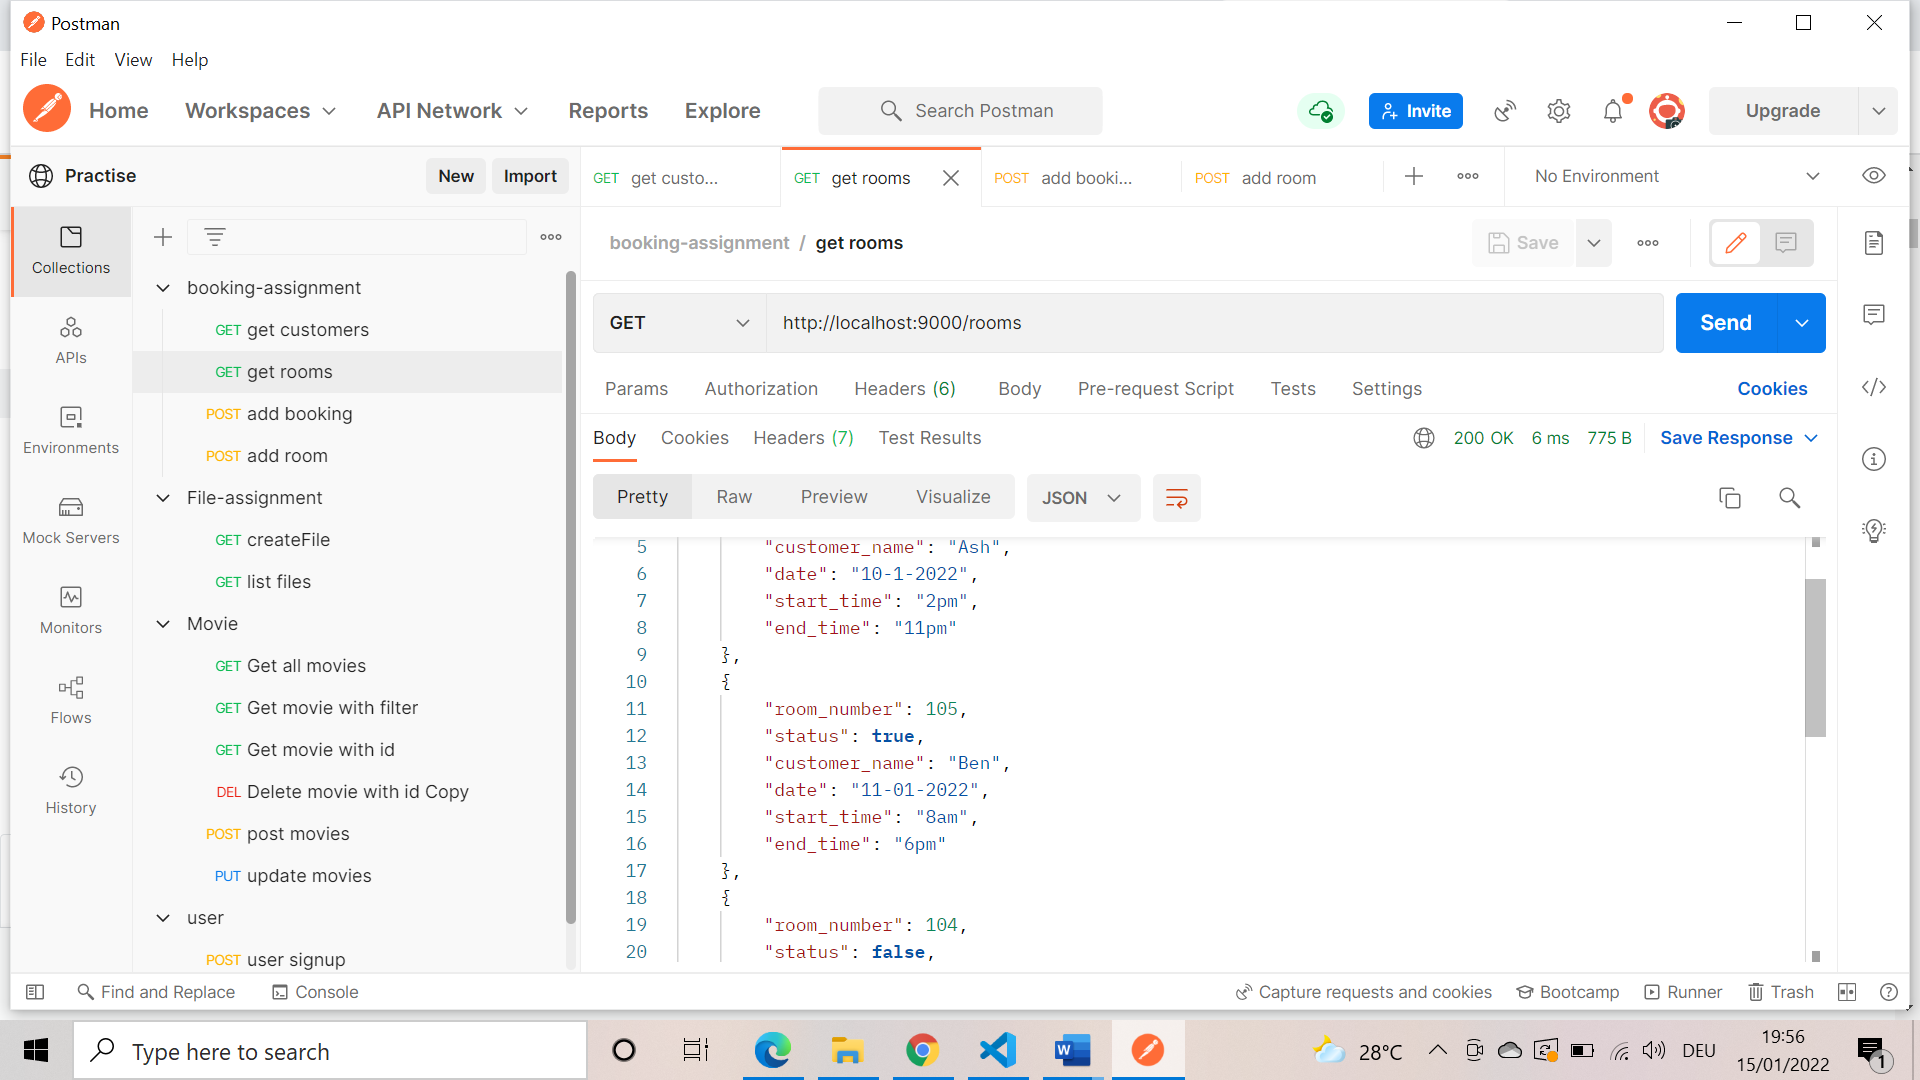 Postman
File Edit View Help
Home Workspaces API Network Reports Explore Search Postman Invite Upgrade
Practise New Import
GET get custo... GET get rooms POST add booki... POST add room No Environment
Collections
APIs
Environments
Mock Servers
Monitors
Flows
History
booking-assignment
GET get customers
GET get rooms
POST add booking
POST add room
File-assignment
GET createFile
GET list files
Movie
GET Get all movies
GET Get movie with filter
GET Get movie with id
DEL Delete movie with id Copy
POST post movies
PUT update movies
user
POST user signup
booking-assignment / get rooms Save
GET http://localhost:9000/rooms Send
Params Authorization Headers (6) Body Pre-request Script Tests Settings Cookies
Body Cookies Headers (7) Test Results 200 OK 6 ms 775 B Save Response
Pretty Raw Preview Visualize JSON
5 "customer_name": "Ash",
6 "date": "10-1-2022",
7 "start_time": "2pm",
8 "end_time": "11pm"
9 },
10 {
11 "room_number": 105,
12 "status": true,
13 "customer_name": "Ben",
14 "date": "11-01-2022",
15 "start_time": "8am",
16 "end_time": "6pm"
17 },
18 {
19 "room_number": 104,
20 "status": false,
Find and Replace Console Capture requests and cookies Bootcamp Runner Trash
Type here to search 28°C DEU 19:56
15/01/2022 1